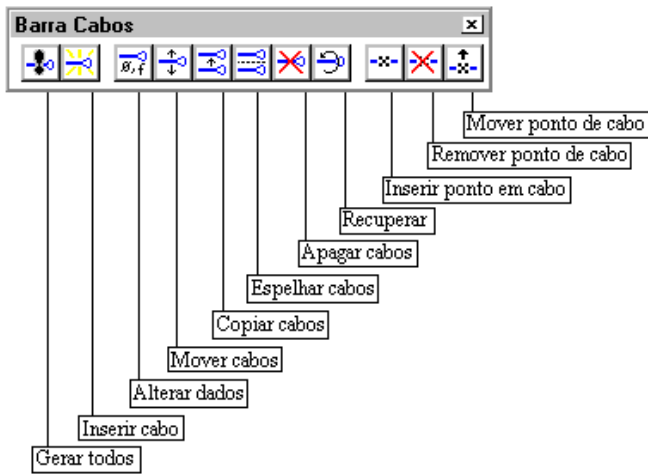 Barra Cabos
ø,f
Mover ponto de cabo
Remover ponto de cabo
Inserir ponto em cabo
Recuperar
Apagar cabos
Espelhar cabos
Copiar cabos
Mover cabos
Alterar dados
Inserir cabo
Gerar todos